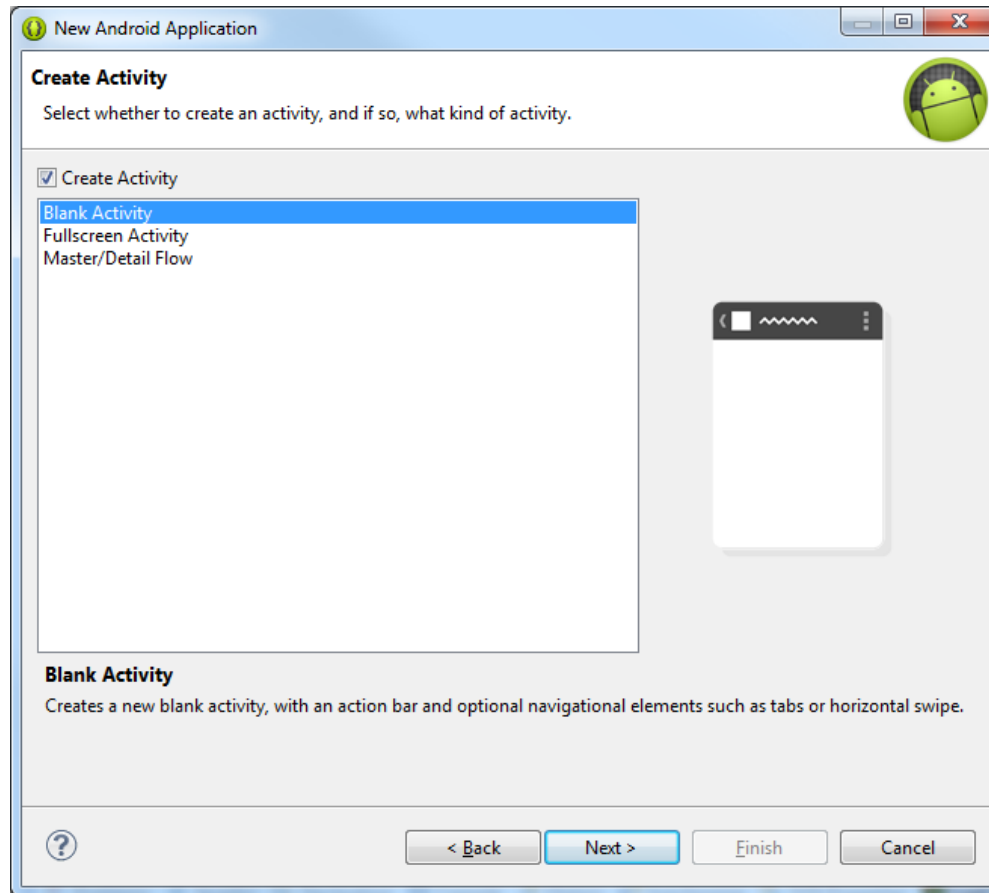 New Android Application
Create Activity
Select whether to create an activity, and if so, what kind of activity.
Create Activity
Blank Activity
Fullscreen Activity
Master/Detail Flow
Blank Activity
Creates a new blank activity, with an action bar and optional navigational elements such as tabs or horizontal swipe.
? < Back Next > Finish Cancel